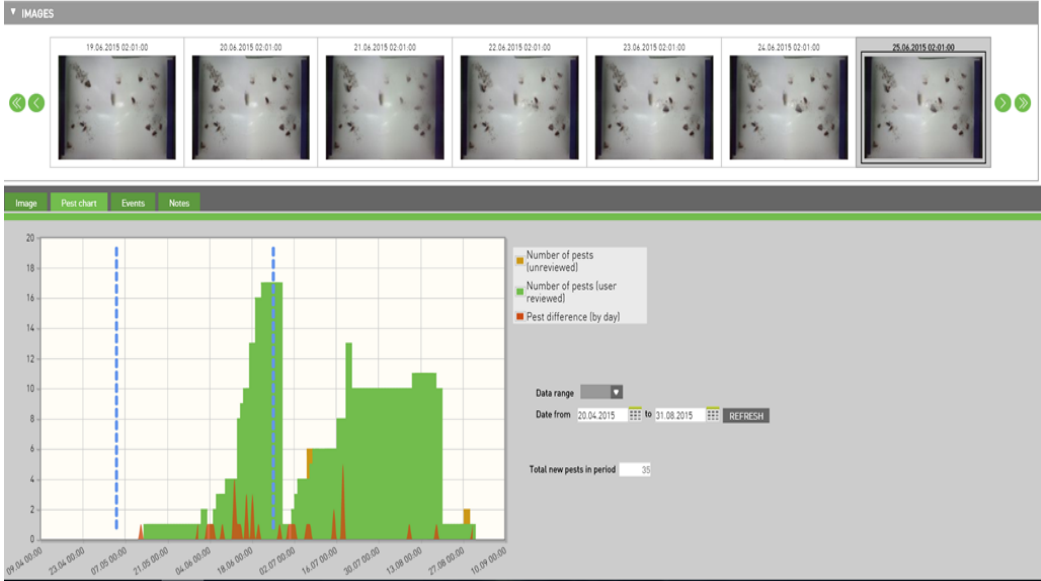 IMAGES
19.06.2015 02:01:00
20.06.2015 02:01:00
21.06.2015 02:01:00
22.06.2015 02:01:00
23.06.2015 02:01:00
24.06.2015 02:01:00
25.06.2015 02:01:00
Image
Pest chart
Events
Notes
20
18
16
14
12
10
8
6
4
2
0
09.04 00:00
23.04 00:00
07.05 00:00
21.05 00:00
04.06 00:00
18.06 00:00
02.07 00:00
16.07 00:00
30.07 00:00
13.08 00:00
27.08 00:00
10.09 00:00
Number of pests
(unreviewed)
Number of pests (user
reviewed)
Pest difference (by day)
Data range
Date from 20.04.2015 to 31.08.2015 REFRESH
Total new pests in period 35